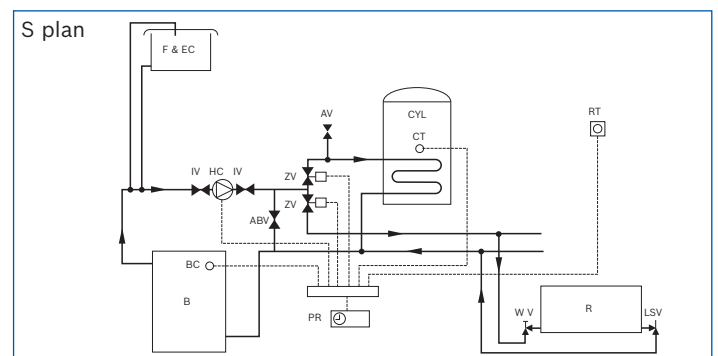 S plan
F & EC
AV
CYL
CT
RT
IV HC IV
ZV
ZV
ABV
BC
B
PR
W V
R
LSV